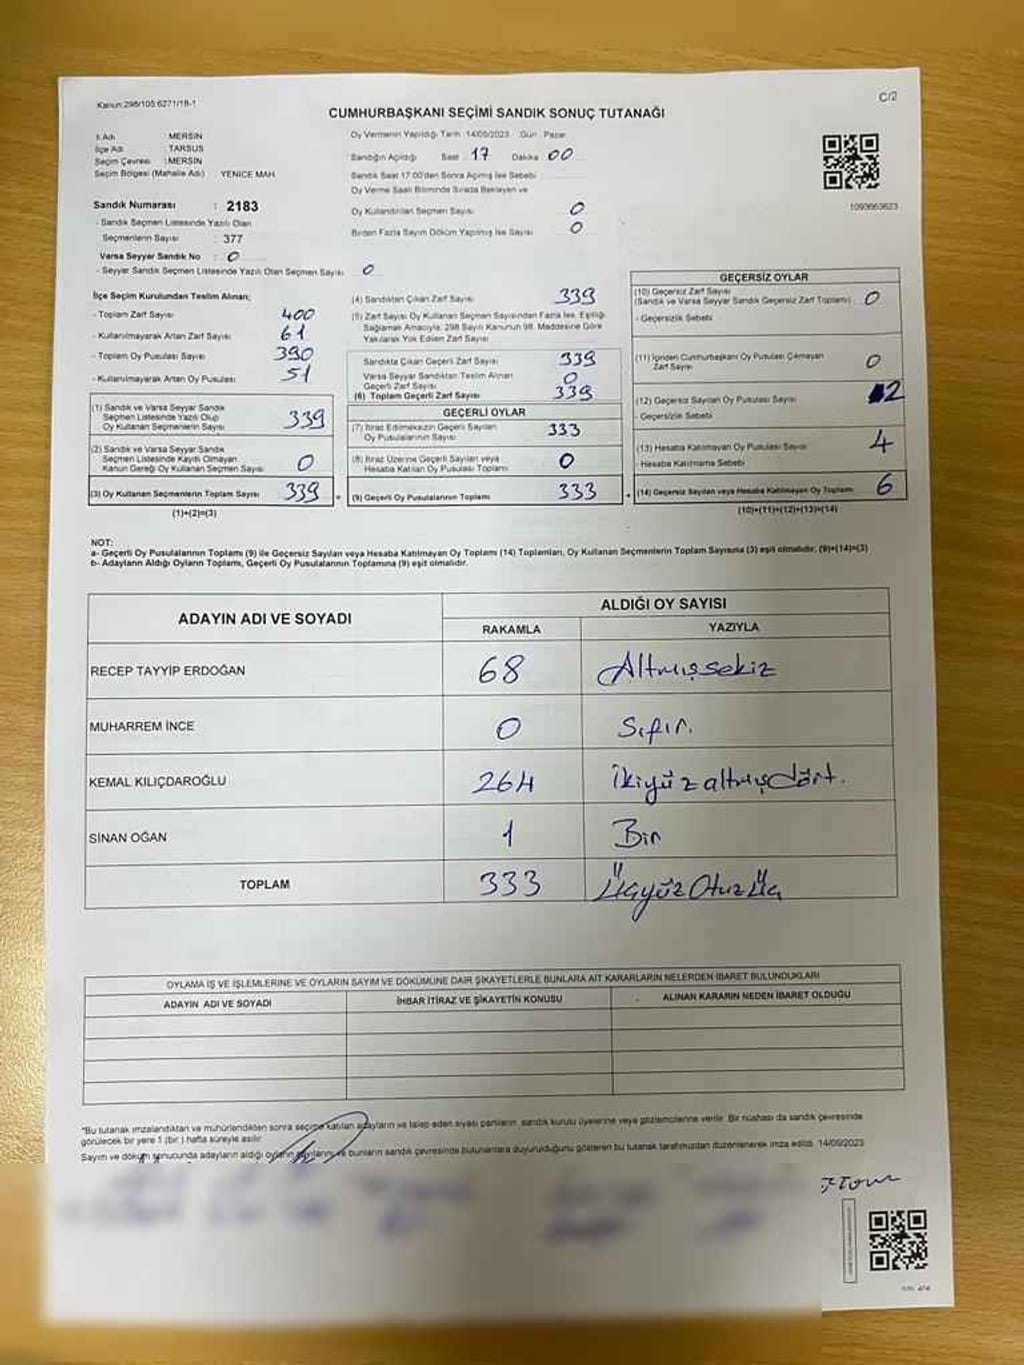 Kanun:298/105 6271/18-1
C/2
CUMHURBAŞKANI SEÇİMİ SANDIK SONUÇ TUTANAĞI
İl Adı MERSİN
İlçe Adı TARSUS
Seçim Çevresi :MERSİN
Seçim Bölgesi (Mahalle Adı) : YENİCE MAH.
Oy Vermenin Yapıldığı Tarih :14/05/2023 Gün : Pazar
Sandığın Açıldığı Saat 17 Dakika 00
Sandık Saat 17:00'den Sonra Açılmış İse Sebebi
Oy Verme Saati Bitiminde Sırada Bekleyen ve
Oy Kullandırılan Seçmen Sayısı 0
Birden Fazla Sayım Döküm Yapılmış İse Sayısı 0
1093663623
Sandık Numarası : 2183
- Sandık Seçmen Listesinde Yazılı Olan
Seçmenlerin Sayısı : 377
Varsa Seyyar Sandık No : 0
- Seyyar Sandık Seçmen Listesinde Yazılı Olan Seçmen Sayısı 0
İlçe Seçim Kurulundan Teslim Alınan;
- Toplam Zarf Sayısı 400
- Kullanılmayarak Artan Zarf Sayısı 61
- Toplam Oy Pusulası Sayısı 390
- Kullanılmayarak Artan Oy Pusulası 51
(1) Sandık ve Varsa Seyyar Sandık
Seçmen Listesinde Yazılı Olup
Oy Kullanan Seçmenlerin Sayısı 339
(2) Sandık ve Varsa Seyyar Sandık
Seçmen Listesinde Kayıtlı Olmayan
Kanun Gereği Oy Kullanan Seçmen Sayısı 0
(3) Oy Kullanan Seçmenlerin Toplam Sayısı 339
(1)+(2)=(3)
(4) Sandıktan Çıkan Zarf Sayısı 339
(5) Zarf Sayısı Oy Kullanan Seçmen Sayısından Fazla İse, Eşitliği
Sağlamak Amacıyla, 298 Sayılı Kanunun 98. Maddesine Göre
Yakılarak Yok Edilen Zarf Sayısı
Sandıkta Çıkan Geçerli Zarf Sayısı 339
Varsa Seyyar Sandıktan Teslim Alınan
Geçerli Zarf Sayısı 0
(6) Toplam Geçerli Zarf Sayısı 339
GEÇERLİ OYLAR
(7) İtiraz Edilmeksizin Geçerli Sayılan
Oy Pusulalarının Sayısı 333
(8) İtiraz Üzerine Geçerli Sayılan veya
Hesaba Katılan Oy Pusulası Toplamı 0
(9) Geçerli Oy Pusulalarının Toplamı 333
GEÇERSİZ OYLAR
(10) Geçersiz Zarf Sayısı
(Sandık ve Varsa Seyyar Sandık Geçersiz Zarf Toplamı) 0
- Geçersizlik Sebebi
(11) İçinden Cumhurbaşkanı Oy Pusulası Çıkmayan
Zarf Sayısı 0
(12) Geçersiz Sayılan Oy Pusulası Sayısı 2
- Geçersizlik Sebebi
(13) Hesaba Katılmayan Oy Pusulası Sayısı 4
- Hesaba Katılmama Sebebi
(14) Geçersiz Sayılan veya Hesaba Katılmayan Oy Toplamı 6
(10)+(11)+(12)+(13)=(14)
NOT:
a- Geçerli Oy Pusulalarının Toplamı (9) ile Geçersiz Sayılan veya Hesaba Katılmayan Oy Toplamı (14) Toplamları, Oy Kullanan Seçmenlerin Toplam Sayısına (3) eşit olmalıdır. (9)+(14)=(3)
b- Adayların Aldığı Oyların Toplamı, Geçerli Oy Pusulalarının Toplamına (9) eşit olmalıdır.
ADAYIN ADI VE SOYADI ALDIĞI OY SAYISI
RAKAMLA YAZIYLA
RECEP TAYYİP ERDOĞAN 68 Altmışsekiz
MUHARREM İNCE 0 Sıfır.
KEMAL KILIÇDAROĞLU 264 İkiyüzaltmışdört.
SİNAN OĞAN 1 Bir
TOPLAM 333 ÜçyüzOtuzÜç
OYLAMA İŞ VE İŞLEMLERİNE VE OYLARIN SAYIM VE DÖKÜMÜNE DAİR ŞİKAYETLERLE BUNLARA AİT KARARLARIN NELERDEN İBARET BULUNDUKLARI
ADAYIN ADI VE SOYADI İHBAR İTİRAZ VE ŞİKAYETİN KONUSU ALINAN KARARIN NEDEN İBARET OLDUĞU
*Bu tutanak imzalandıktan ve mühürlendikten sonra seçime katılan adayların ve talep eden siyasi partilerin, sandık kurulu üyelerine veya gözlemcilerine verilir. Bir nüshası da sandık çevresinde
görülecek bir yere 1 (bir ) hafta süreyle asılır.
Sayım ve döküm sonucunda adayların aldığı oyların sayılarını ve bunların sandık çevresinde bulunanlara duyurulduğunu gösteren bu tutanak tarafımızdan düzenlenerek imza edildi. 14/05/2023